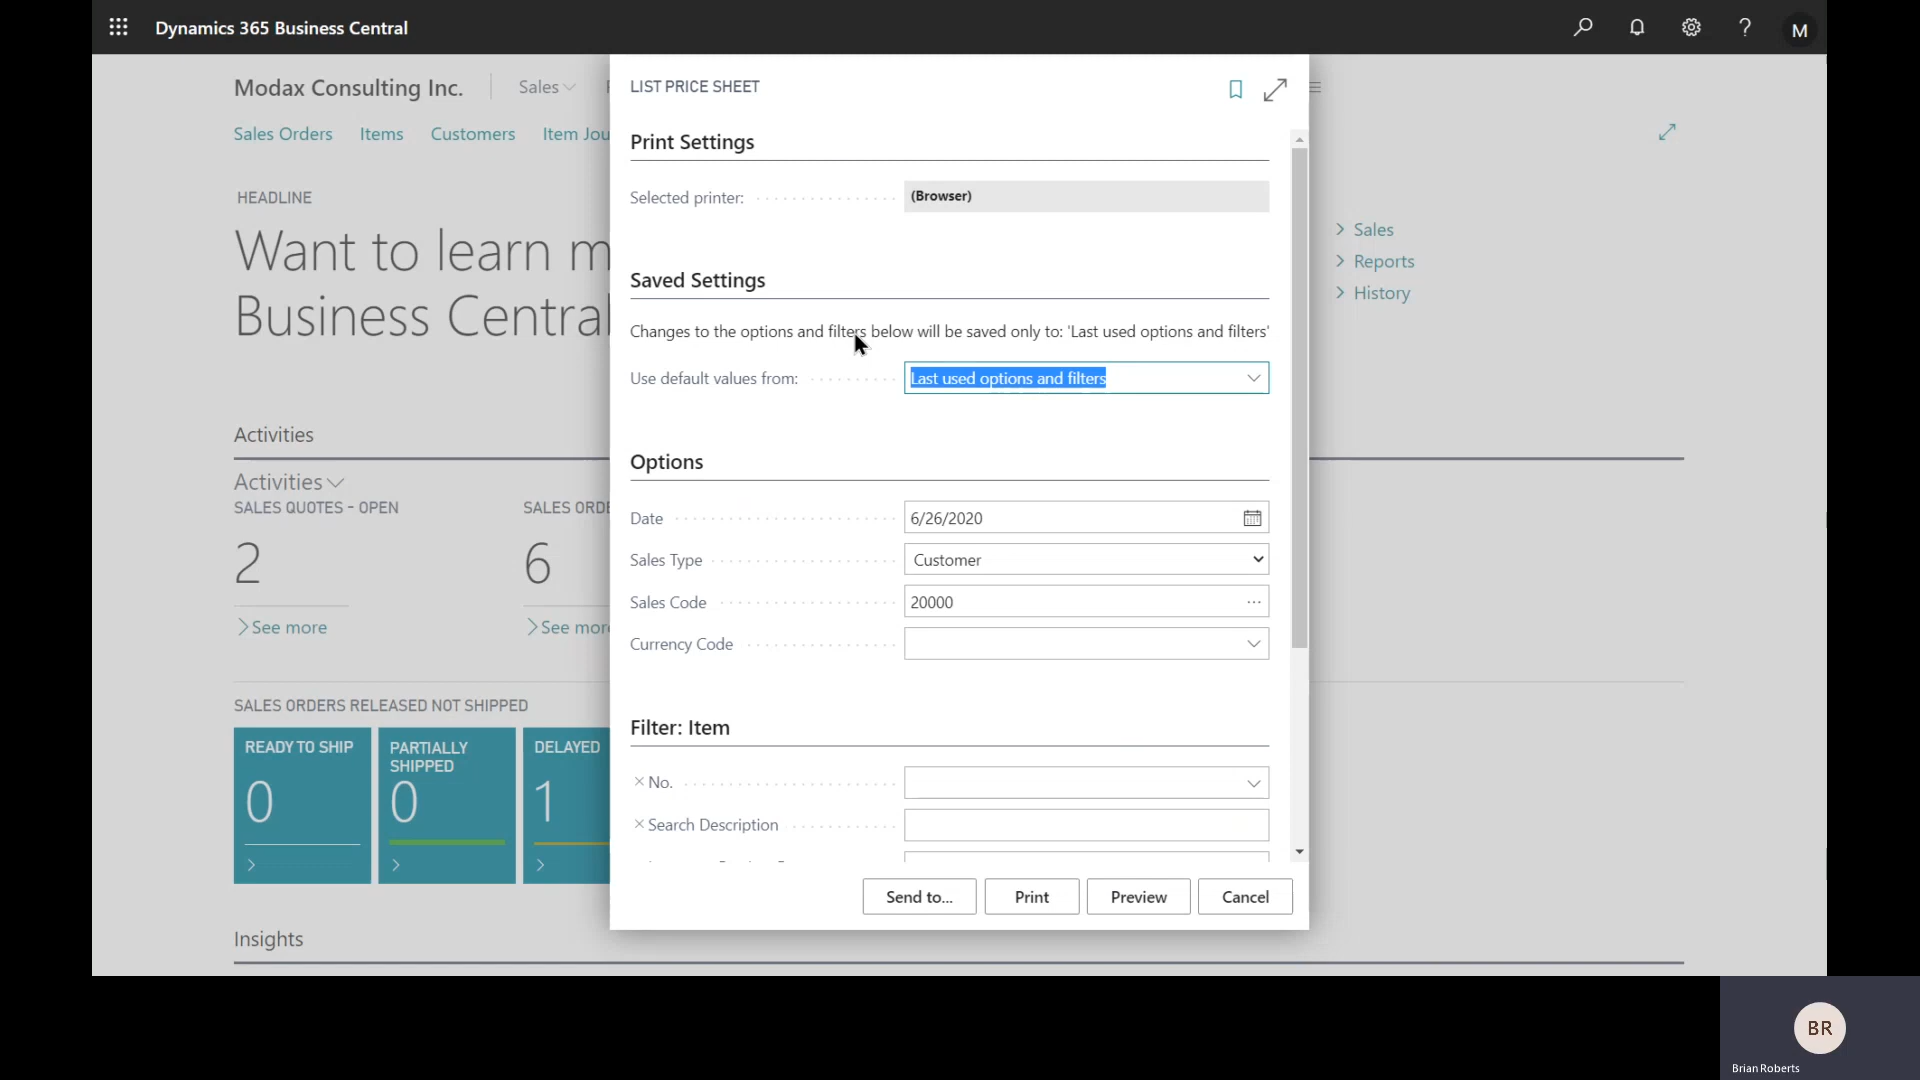 Dynamics 365 Business Central
M
Modax Consulting Inc.
Sales
Sales Orders
Items
Customers
Item Jou
HEADLINE
Want to learn m
Business Central
Activities
Activities
SALES QUOTES - OPEN
SALES ORDE
2
6
See more
See more
SALES ORDERS RELEASED NOT SHIPPED
READY TO SHIP
0
PARTIALLY
SHIPPED
0
DELAYED
1
Insights
LIST PRICE SHEET
Print Settings
Selected printer:
(Browser)
Saved Settings
Changes to the options and filters below will be saved only to: 'Last used options and filters'
Use default values from:
Last used options and filters
Options
Date
6/26/2020
Sales Type
Customer
Sales Code
20000
Currency Code
Filter: Item
No.
Search Description
Send to...
Print
Preview
Cancel
Sales
Reports
History
BR
Brian Roberts